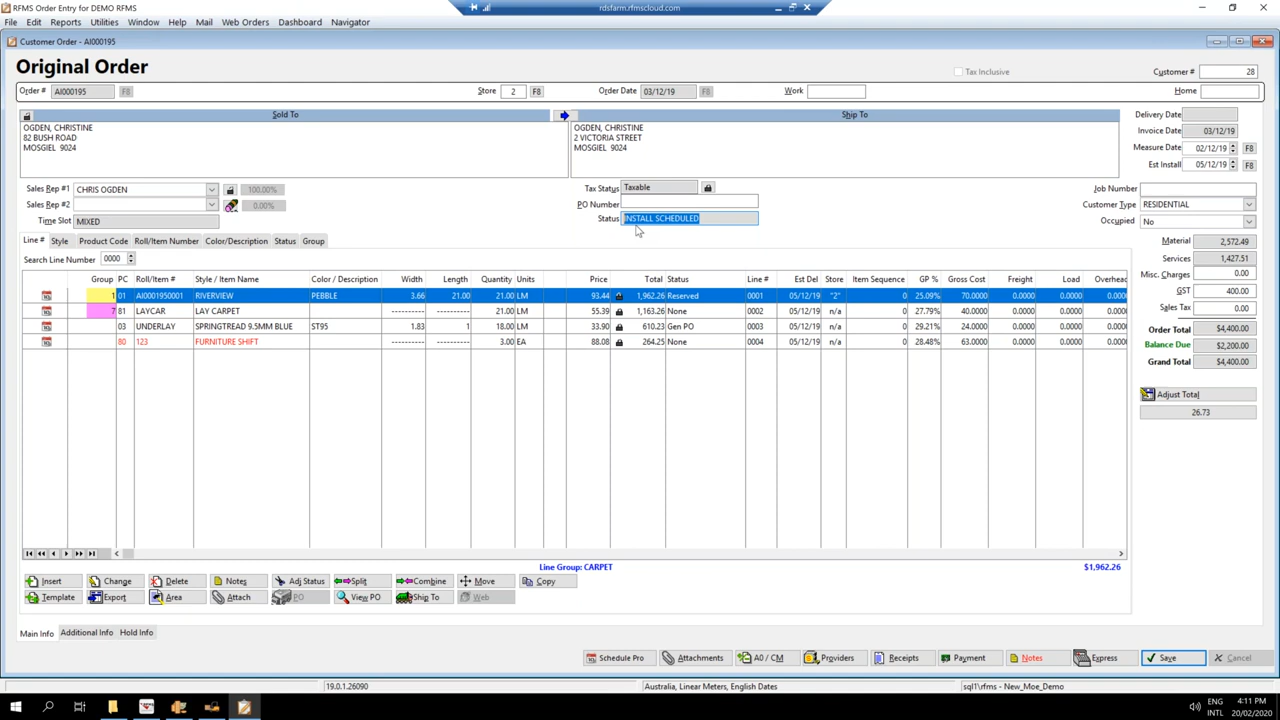 RFMS Order Entry for DEMO RFMS
rdsfarm.rfmscloud.com
File Edit Reports Utilities Window Help Mail Web Orders Dashboard Navigator
Customer Order - AI000195
Original Order
Tax Inclusive
Customer # 28
Order # AI000195 F8 Store 2 F8 Order Date 03/12/19 F8 Work Home
Sold To Ship To
OGDEN, CHRISTINE
82 BUSH ROAD
MOSGIEL 9024
OGDEN, CHRISTINE
2 VICTORIA STREET
MOSGIEL 9024
Delivery Date
Invoice Date 03/12/19
Measure Date 02/12/19 F8
Est Install 05/12/19 F8
Sales Rep #1 CHRIS OGDEN 100.00%
Sales Rep #2 0.00%
Time Slot MIXED
Tax Status Taxable
PO Number
Status INSTALL SCHEDULED
Job Number
Customer Type RESIDENTIAL
Occupied No
Line # Style Product Code Roll/Item Number Color/Description Status Group
Search Line Number 0000
Group PC Roll/Item # Style / Item Name Color / Description Width Length Quantity Units Price Total Status Line # Est Del Store Item Sequence GP % Gross Cost Freight Load Overhead
1 01 AI0001950001 RIVERVIEW PEBBLE 3.66 21.00 21.00 LM 93.44 1,962.26 Reserved 0001 05/12/19 "2" 0 25.09% 70.0000 0.0000 0.0000 0.000
7 81 LAYCAR LAY CARPET ---------- ---------- 21.00 LM 55.39 1,163.26 None 0002 05/12/19 n/a 0 27.79% 40.0000 0.0000 0.0000 0.000
03 UNDERLAY SPRINGTREAD 9.5MM BLUE ST95 1.83 1 18.00 LM 33.90 610.23 Gen PO 0003 05/12/19 n/a 0 29.21% 24.0000 0.0000 0.0000 0.000
80 123 FURNITURE SHIFT ---------- ---------- 3.00 EA 88.08 264.25 None 0004 05/12/19 n/a 0 28.48% 63.0000 0.0000 0.0000 0.000
Material 2,572.49
Services 1,427.51
Misc. Charges 0.00
GST 400.00
Sales Tax 0.00
Order Total $4,400.00
Balance Due $2,200.00
Grand Total $4,400.00
Adjust Total
26.73
Line Group: CARPET $1,962.26
Insert Change Delete Notes Adj Status Split Combine Move Copy
Template Export Area Attach PO View PO Ship To Web
Main Info Additional Info Hold Info
Schedule Pro Attachments A0 / CM Providers Receipts Payment Notes Express Save Cancel
19.0.1.26090 Australia, Linear Meters, English Dates sql1\rfms - New_Moe_Demo
ENG 4:11 PM
INTL 20/02/2020